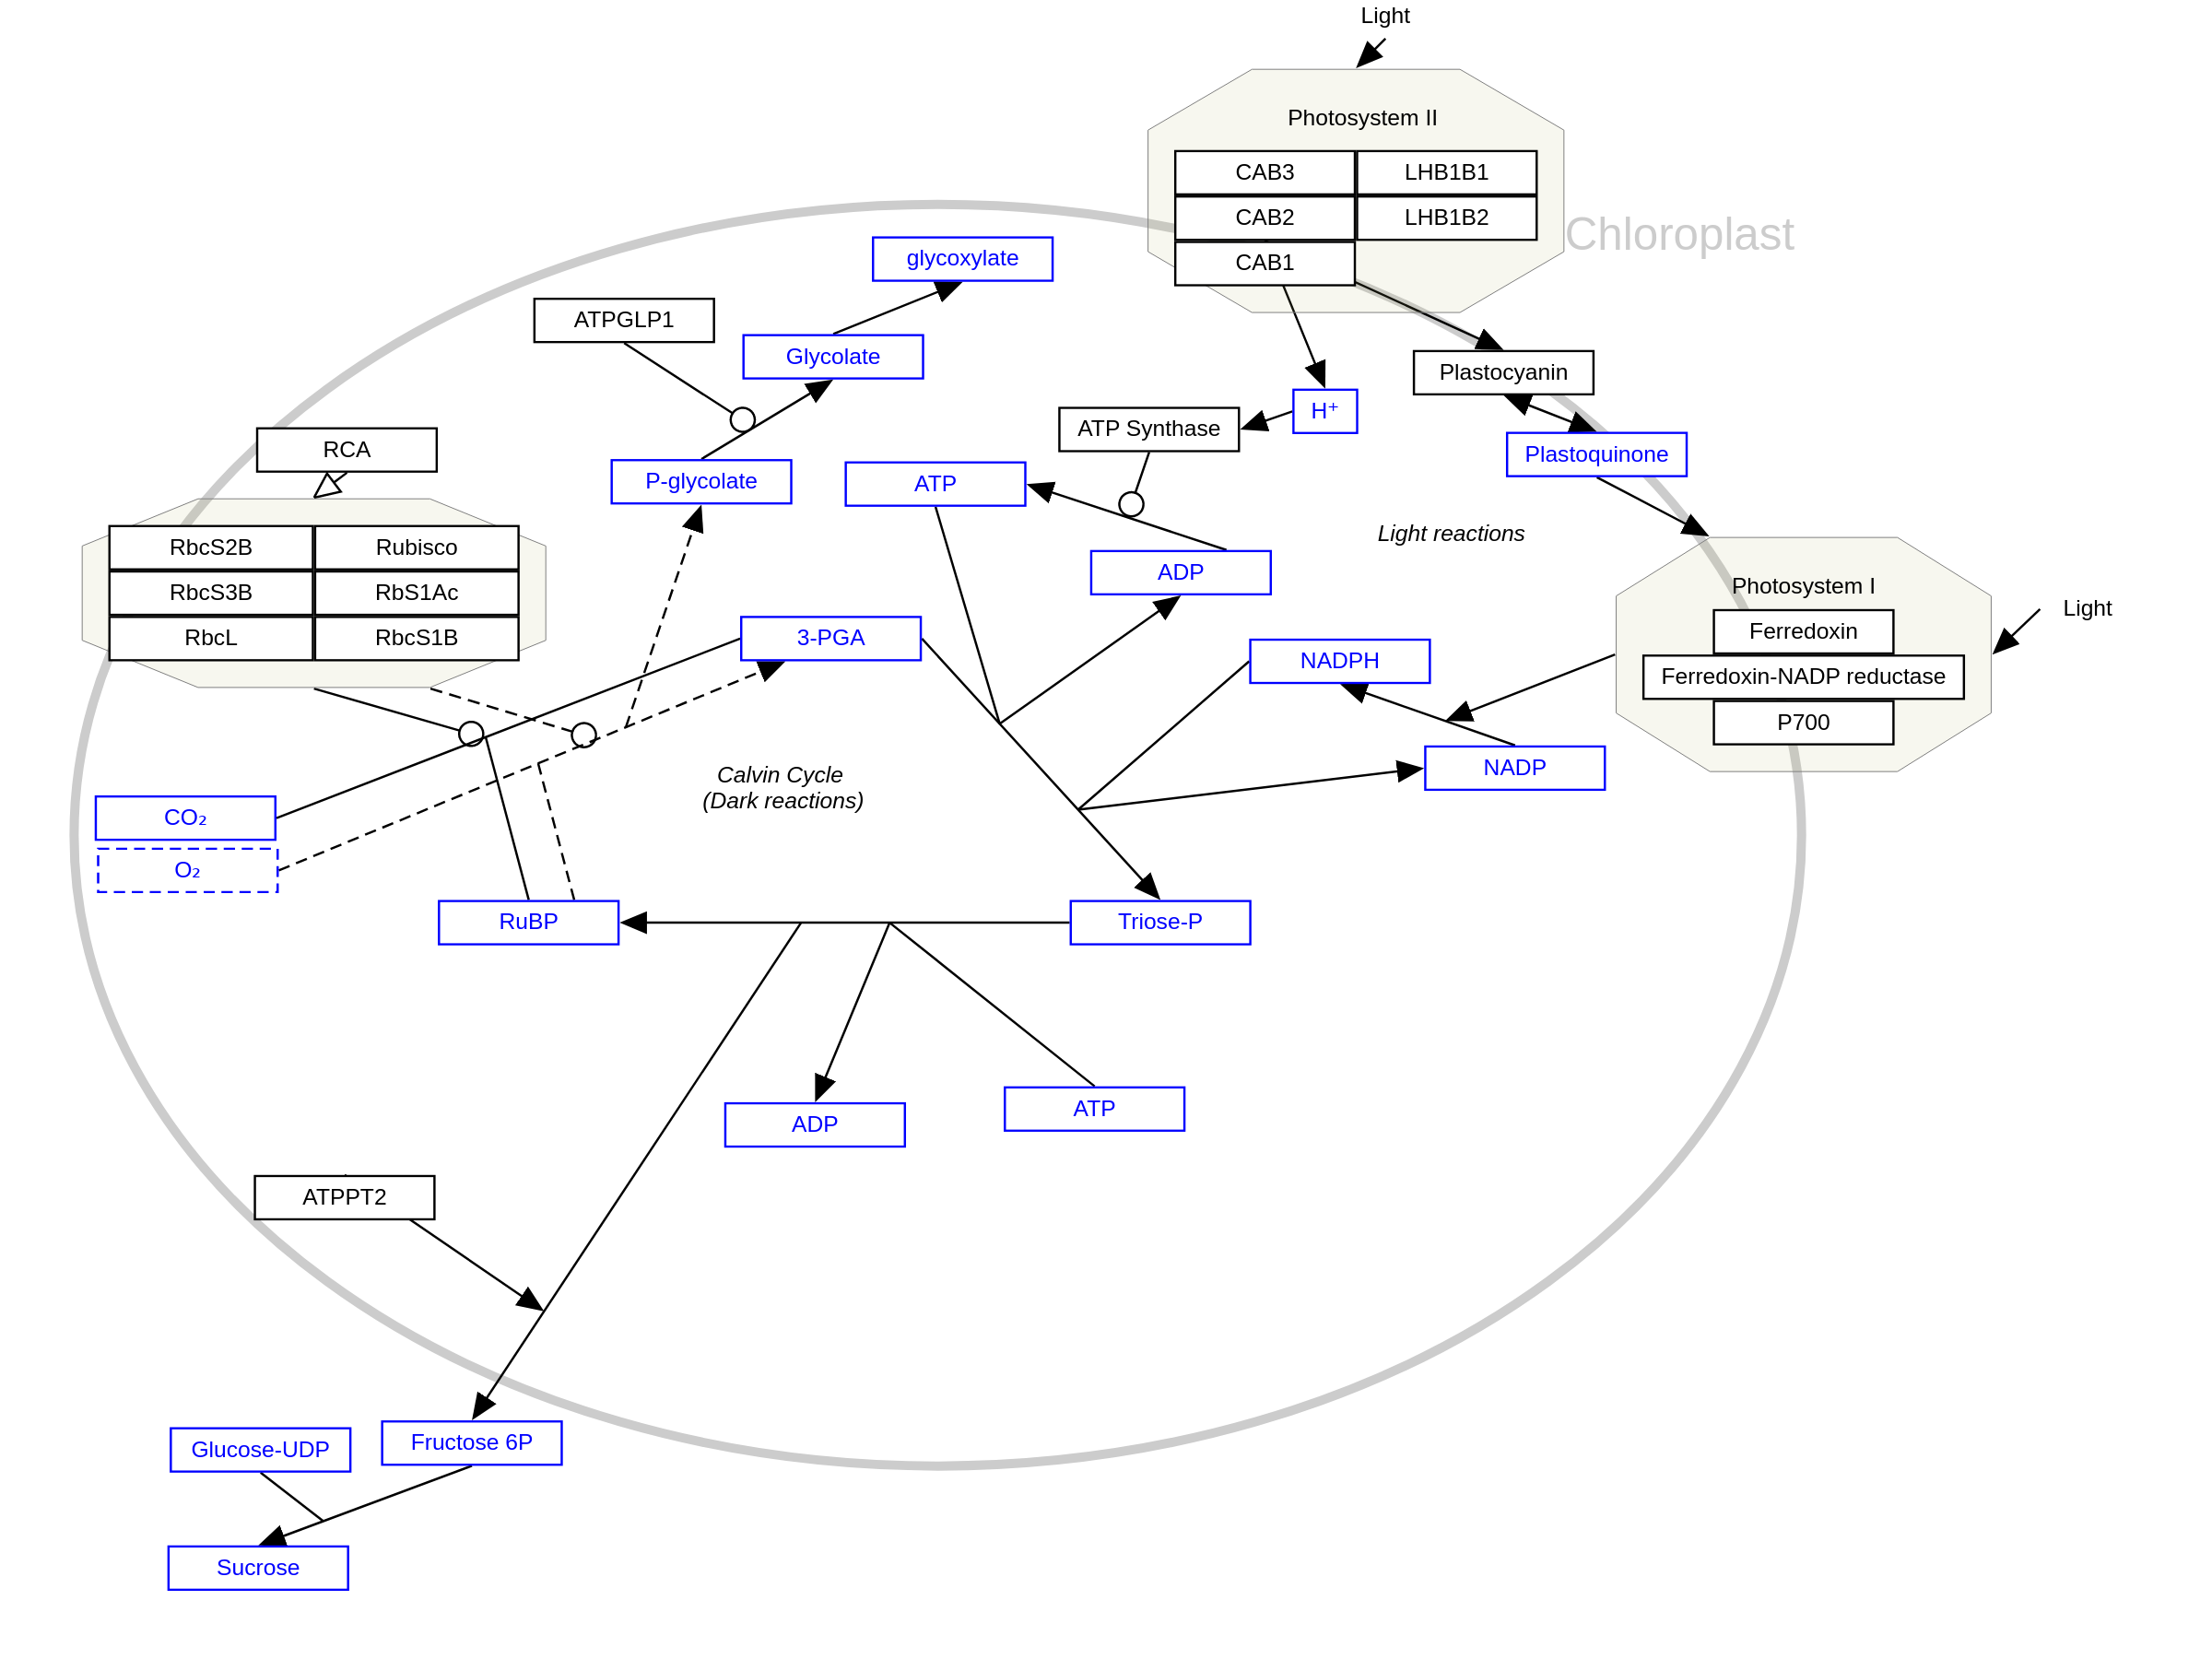 Light
Photosystem II
CAB3
LHB1B1
CAB2
LHB1B2
CAB1
Chloroplast
glycoxylate
ATPGLP1
Glycolate
Plastocyanin
H⁺
ATP Synthase
RCA
Plastoquinone
P-glycolate
ATP
Light reactions
RbcS2B
Rubisco
ADP
Photosystem I
RbcS3B
RbS1Ac
Light
Ferredoxin
RbcL
RbcS1B
3-PGA
NADPH
Ferredoxin-NADP reductase
P700
Calvin Cycle
(Dark reactions)
NADP
CO₂
O₂
RuBP
Triose-P
ATP
ADP
ATPPT2
Glucose-UDP
Fructose 6P
Sucrose